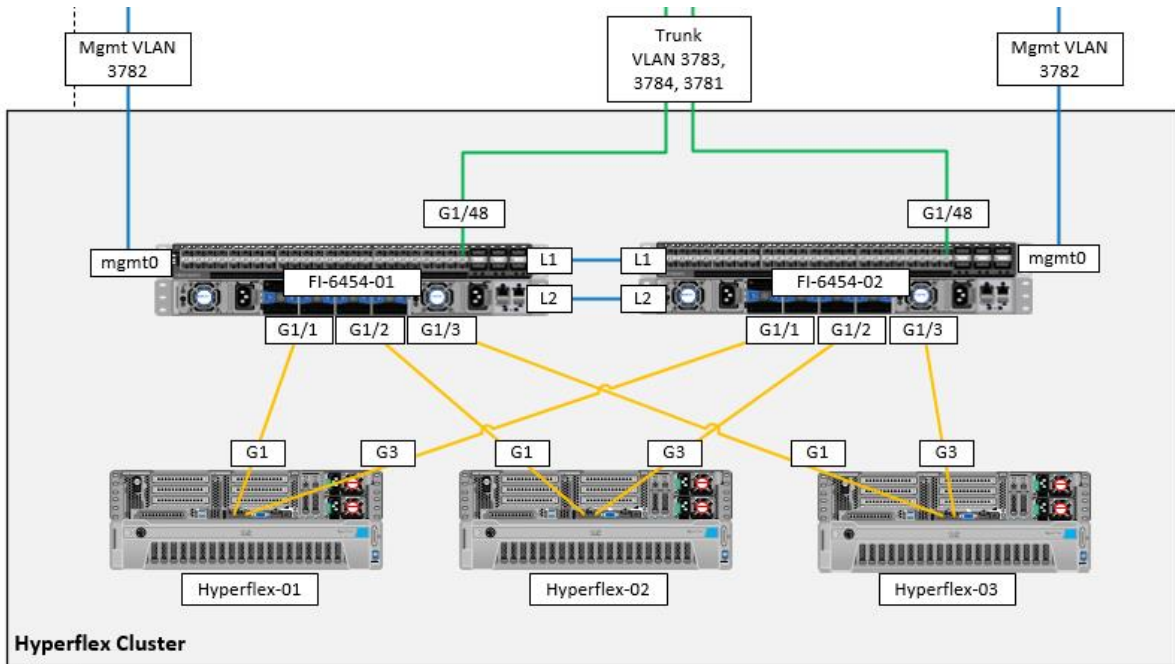 Mgmt VLAN
3782
Trunk
VLAN 3783,
3784, 3781
Mgmt VLAN
3782
G1/48
G1/48
mgmt0
L1
L1
mgmt0
FI-6454-01
FI-6454-02
L2
L2
G1/1
G1/2
G1/3
G1/1
G1/2
G1/3
G1
G3
G1
G3
G1
G3
Hyperflex-01
Hyperflex-02
Hyperflex-03
Hyperflex Cluster